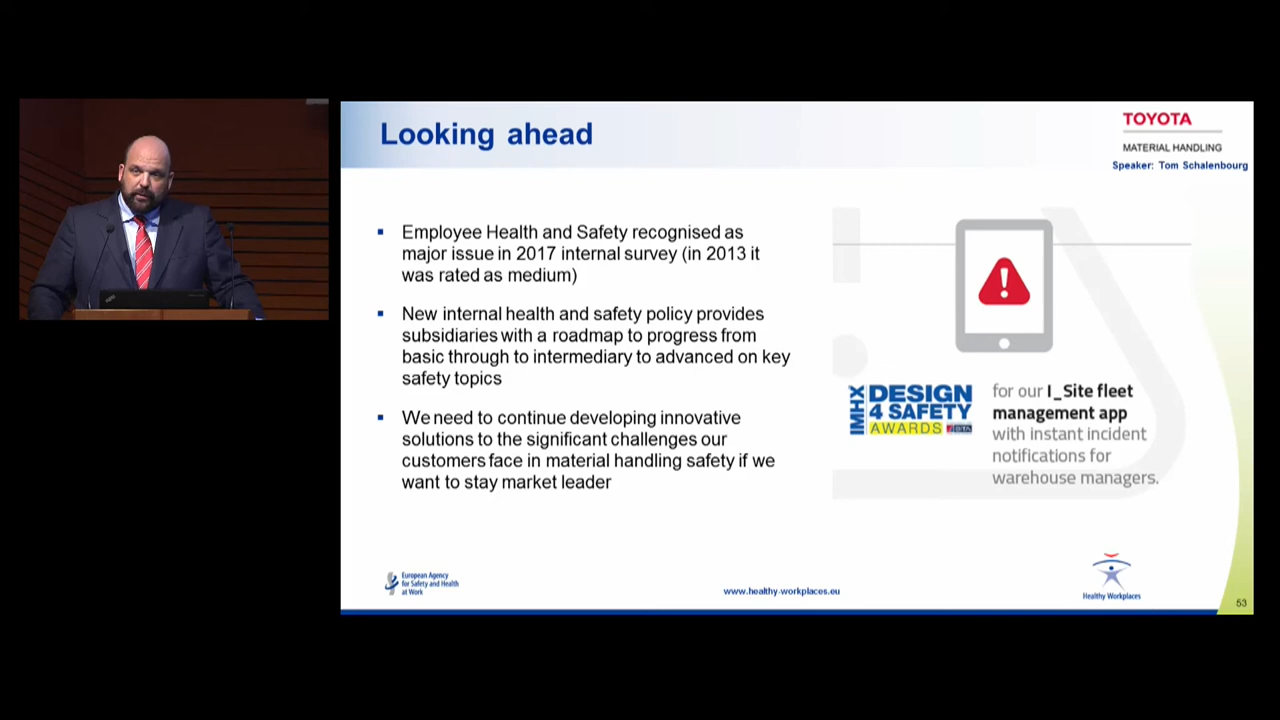 Looking ahead
TOYOTA
MATERIAL HANDLING
Speaker: Tom Schalenbourg
▪ Employee Health and Safety recognised as
major issue in 2017 internal survey (in 2013 it
was rated as medium)
▪ New internal health and safety policy provides
subsidiaries with a roadmap to progress from
basic through to intermediary to advanced on key
safety topics
▪ We need to continue developing innovative
solutions to the significant challenges our
customers face in material handling safety if we
want to stay market leader
!
IMHX
DESIGN
4 SAFETY
AWARDS
BITA
for our I_Site fleet
management app
with instant incident
notifications for
warehouse managers.
European Agency
for Safety and Health
at Work
www.healthy-workplaces.eu
Healthy Workplaces
53